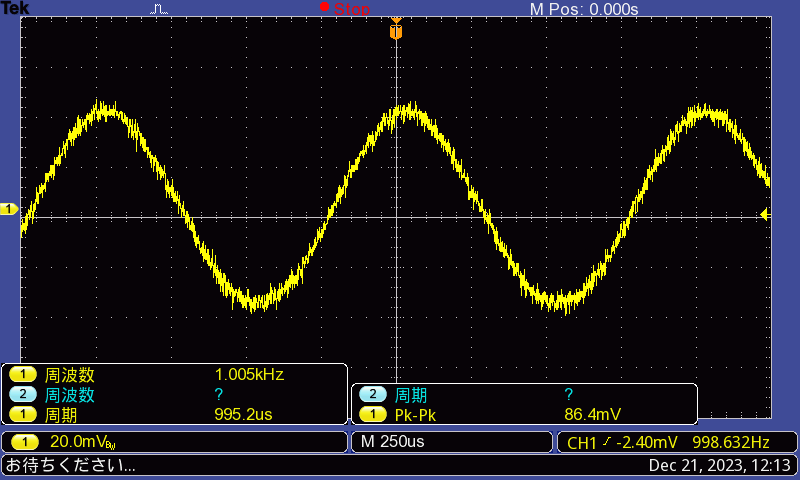 Tek Stop M Pos: 0.000s
T
1
1 周波数 1.005kHz
2 周波数 ?
1 周期 995.2us
2 周期 ?
1 Pk-Pk 86.4mV
1 20.0mVBW M 250us CH1 -2.40mV 998.632Hz
お待ちください... Dec 21, 2023, 12:13